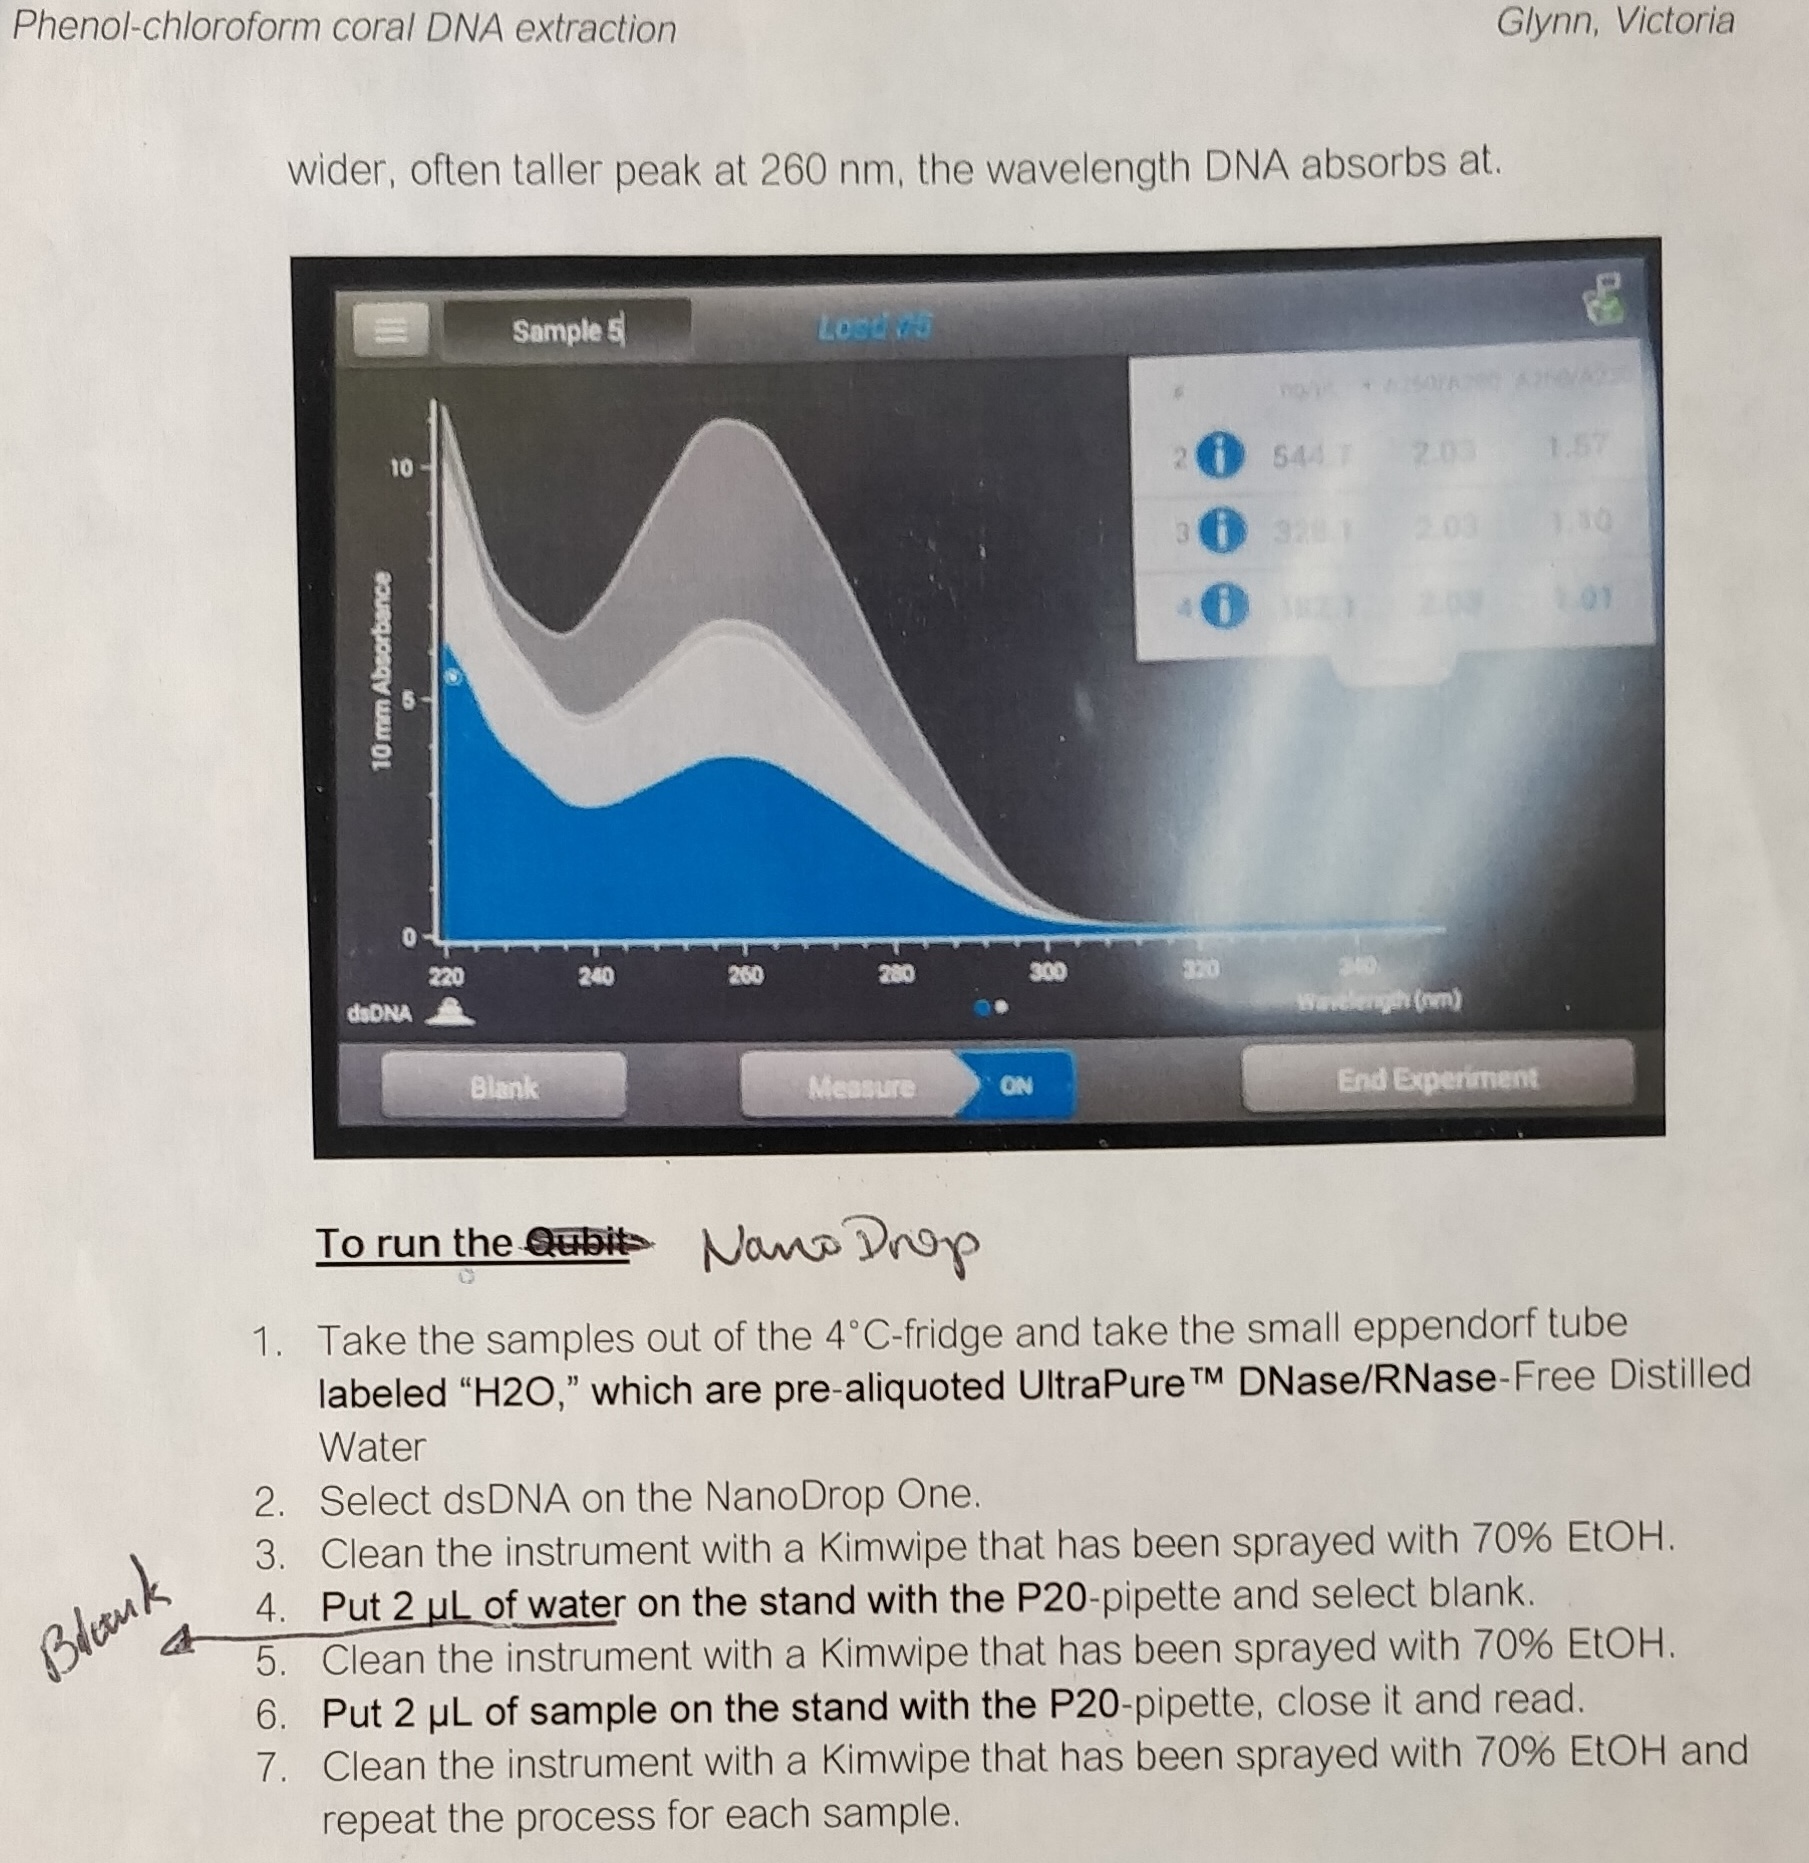 Phenol-chloroform coral DNA extraction
Glynn, Victoria
wider, often taller peak at 260 nm, the wavelength DNA absorbs at.
Sample 5
Load #5
#
2 i 544.7 2.03 1.57
3 i 328.1 2.03 1.10
4 i 2.03 1.01
10 mm Absorbance
10
5
0
220 240 260 280 300 320 340
Wavelength (nm)
dsDNA
Blank Measure ON End Experiment
To run the Qubit NanoDrop
1. Take the samples out of the 4°C-fridge and take the small eppendorf tube
labeled “H2O,” which are pre-aliquoted UltraPure™ DNase/RNase-Free Distilled
Water
2. Select dsDNA on the NanoDrop One.
3. Clean the instrument with a Kimwipe that has been sprayed with 70% EtOH.
4. Put 2 µL of water on the stand with the P20-pipette and select blank.
Blank
5. Clean the instrument with a Kimwipe that has been sprayed with 70% EtOH.
6. Put 2 µL of sample on the stand with the P20-pipette, close it and read.
7. Clean the instrument with a Kimwipe that has been sprayed with 70% EtOH and
repeat the process for each sample.